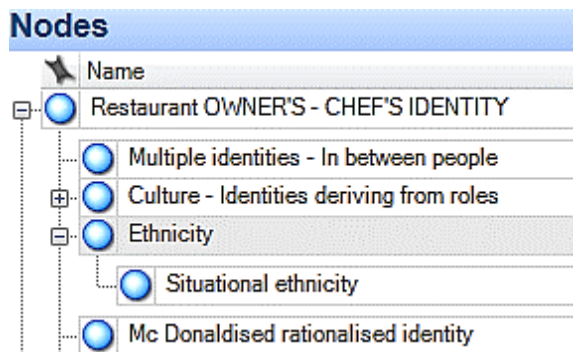 Nodes
Name
Restaurant OWNER'S - CHEF'S IDENTITY
Multiple identities - In between people
Culture - Identities deriving from roles
Ethnicity
Situational ethnicity
Mc Donaldised rationalised identity